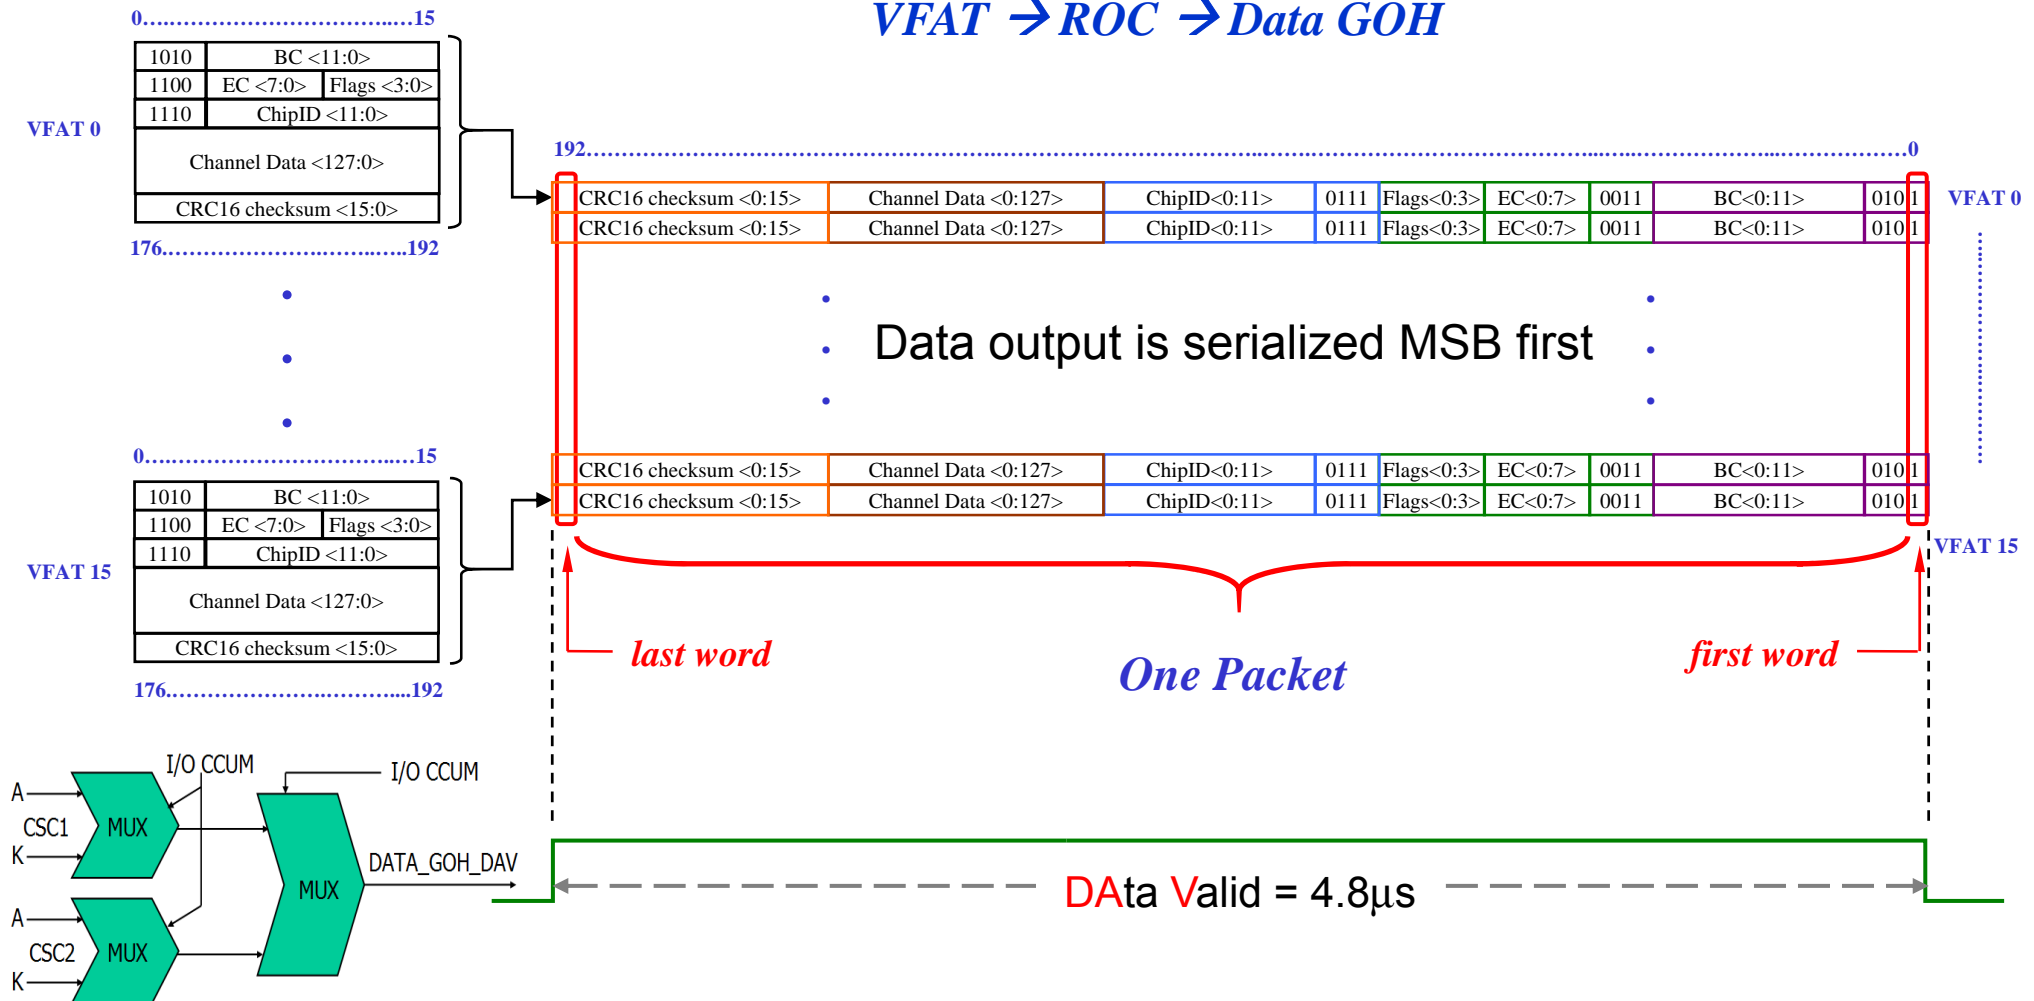 VFAT → ROC → Data GOH
0..............................15
1010 BC <11:0>
1100 EC <7:0> Flags <3:0>
1110 ChipID <11:0>
VFAT 0
Channel Data <127:0>
CRC16 checksum <15:0>
176..............................192
192....................................................................................0
CRC16 checksum <0:15> Channel Data <0:127> ChipID<0:11> 0111 Flags<0:3> EC<0:7> 0011 BC<0:11> 0101 VFAT 0
CRC16 checksum <0:15> Channel Data <0:127> ChipID<0:11> 0111 Flags<0:3> EC<0:7> 0011 BC<0:11> 0101
Data output is serialized MSB first
CRC16 checksum <0:15> Channel Data <0:127> ChipID<0:11> 0111 Flags<0:3> EC<0:7> 0011 BC<0:11> 0101
CRC16 checksum <0:15> Channel Data <0:127> ChipID<0:11> 0111 Flags<0:3> EC<0:7> 0011 BC<0:11> 0101
VFAT 15
0..............................15
1010 BC <11:0>
1100 EC <7:0> Flags <3:0>
1110 ChipID <11:0>
VFAT 15
Channel Data <127:0>
CRC16 checksum <15:0>
176..............................192
last word
One Packet
first word
I/O CCUM
I/O CCUM
A
CSC1 MUX
K
MUX
DATA_GOH_DAV
A
CSC2 MUX
K
DAta Valid = 4.8μs